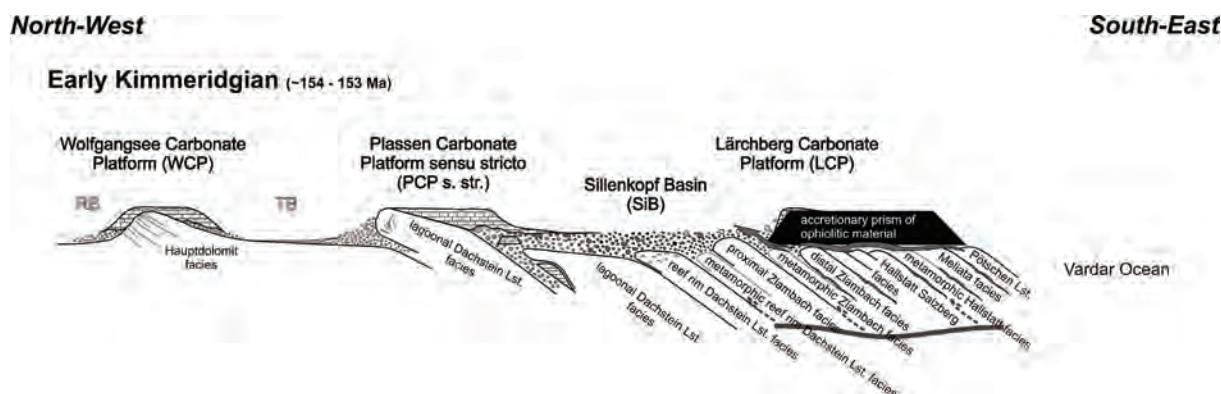 North-West
South-East
Early Kimmeridgian (~154 - 153 Ma)
Wolfgangsee Carbonate
Platform (WCP)
Plassen Carbonate
Platform sensu stricto
(PCP s. str.)
Sillenkopf Basin
(SiB)
Lärchberg Carbonate
Platform (LCP)
RB
TB
Hauptdolomit
facies
lagoonal Dachstein Lst.
facies
lagoonal Dachstein Lst.
facies
reef rim Dachstein Lst. facies
metamorphic reef rim Dachstein Lst. facies
proximal Zlambach facies
metamorphic Zlambach facies
distal Zlambach facies
Hallstatt Salzberg
facies
metamorphic Hallstatt facies
Meliata facies
Pötschen Lst.
accretionary prism of
ophiolitic material
Vardar Ocean